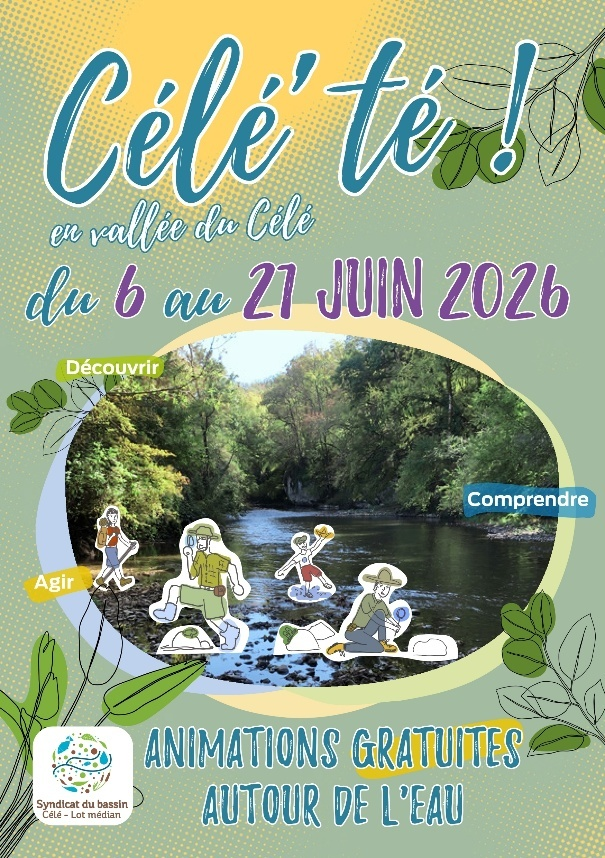 Célé'té !
en vallée du Célé
du 6 au 27 JUIN 2026
Découvrir
Comprendre
Agir
ANIMATIONS GRATUITES
AUTOUR DE L'EAU
Syndicat du bassin
Célé - Lot médian